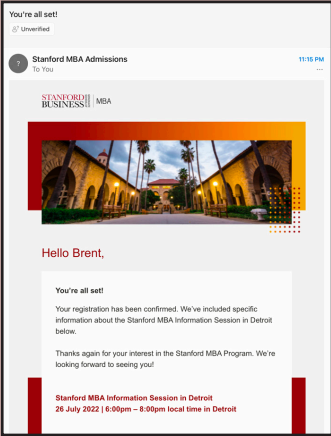 You're all set!
Unverified
?
Stanford MBA Admissions
11:15 PM
To You
...
STANFORD
BUSINESS
MBA
Hello Brent,
You're all set!
Your registration has been confirmed. We've included specific
information about the Stanford MBA Information Session in Detroit
below.
Thanks again for your interest in the Stanford MBA Program. We're
looking forward to seeing you!
Stanford MBA Information Session in Detroit
26 July 2022 | 6:00pm – 8:00pm local time in Detroit